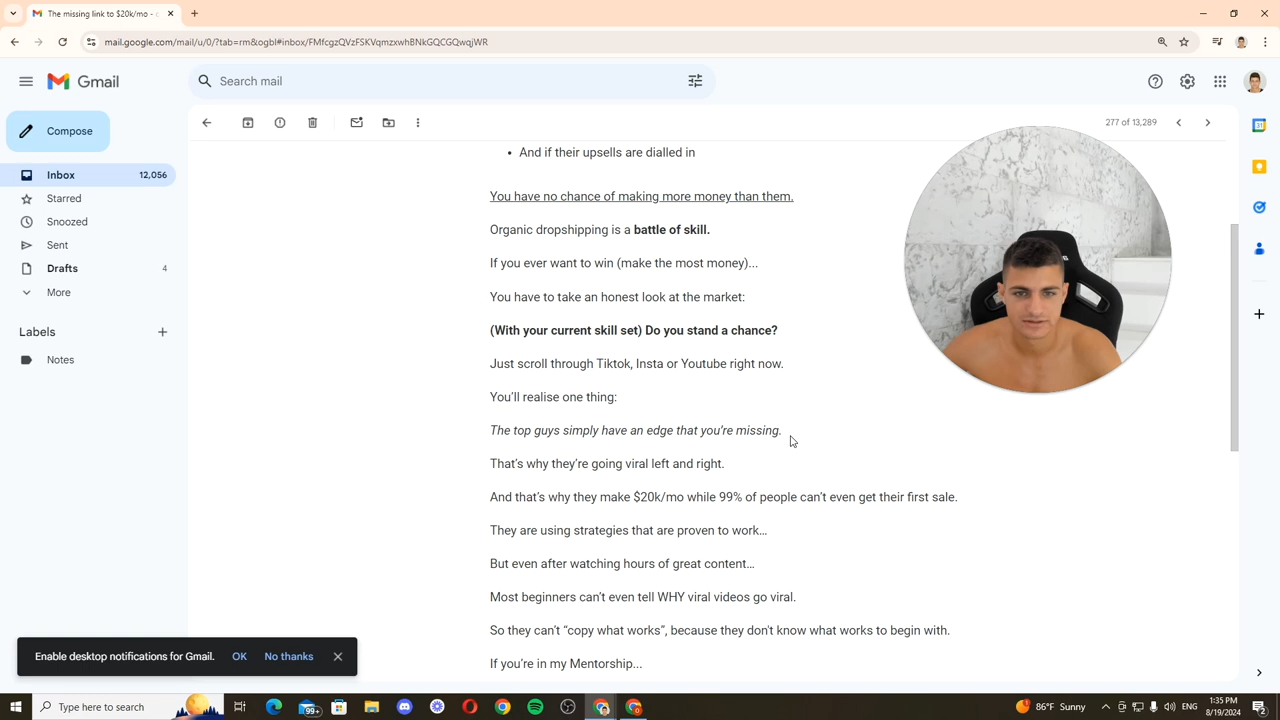 The missing link to $20k/mo - c
mail.google.com/mail/u/0/?tab=rm&ogbl#inbox/FMfcgzQVzFSKVqmzxwhBNkGQCGQwqjWR
Gmail
Search mail
Compose
277 of 13,289
Inbox 12,056
Starred
Snoozed
Sent
Drafts 4
More
Labels
Notes
• And if their upsells are dialled in
You have no chance of making more money than them.
Organic dropshipping is a battle of skill.
If you ever want to win (make the most money)...
You have to take an honest look at the market:
(With your current skill set) Do you stand a chance?
Just scroll through Tiktok, Insta or Youtube right now.
You’ll realise one thing:
The top guys simply have an edge that you’re missing.
That’s why they’re going viral left and right.
And that’s why they make $20k/mo while 99% of people can’t even get their first sale.
They are using strategies that are proven to work…
But even after watching hours of great content…
Most beginners can’t even tell WHY viral videos go viral.
So they can’t “copy what works”, because they don't know what works to begin with.
If you’re in my Mentorship...
Enable desktop notifications for Gmail. OK No thanks
Type here to search
99+
86°F Sunny
ENG
1:35 PM
8/19/2024
2